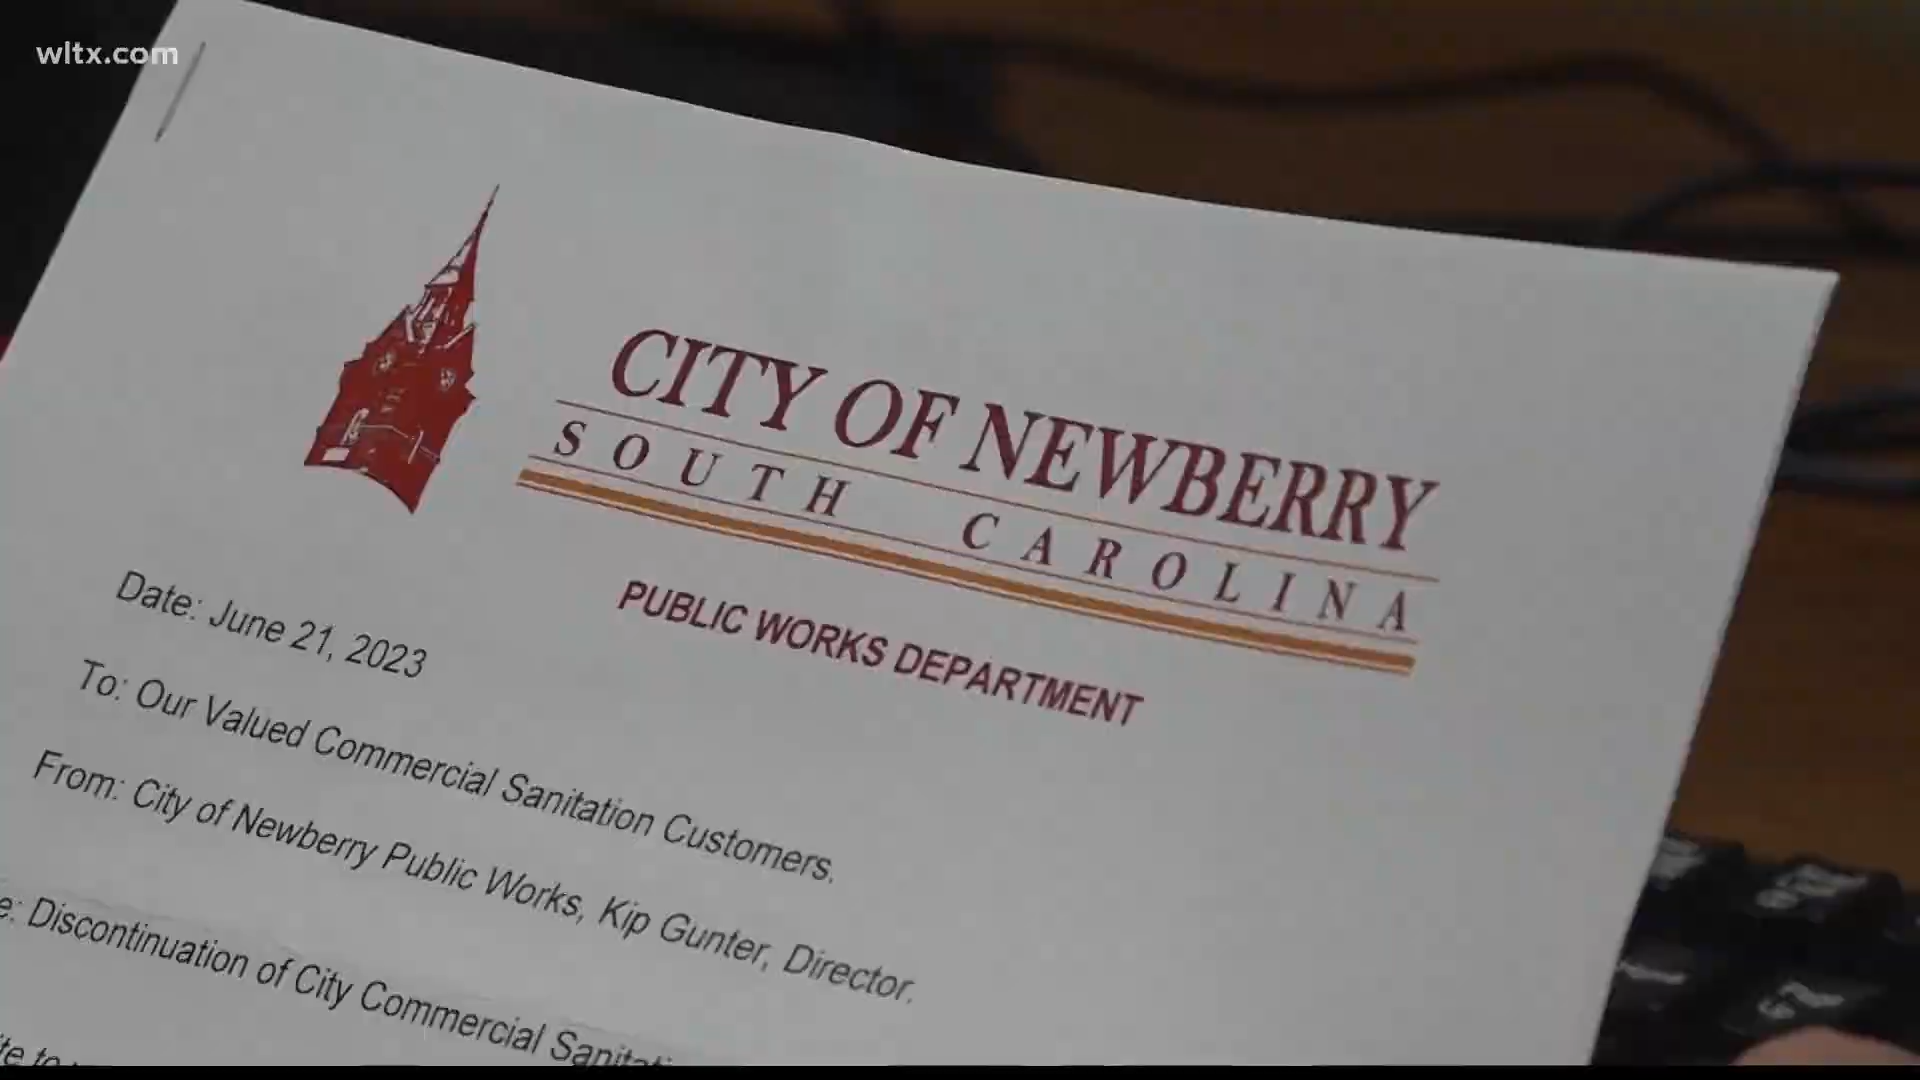 wltx.com
CITY OF NEWBERRY
SOUTH CAROLINA
PUBLIC WORKS DEPARTMENT
Date: June 21, 2023
To: Our Valued Commercial Sanitation Customers.
From: City of Newberry Public Works, Kip Gunter, Director.
e: Discontinuation of City Commercial
to